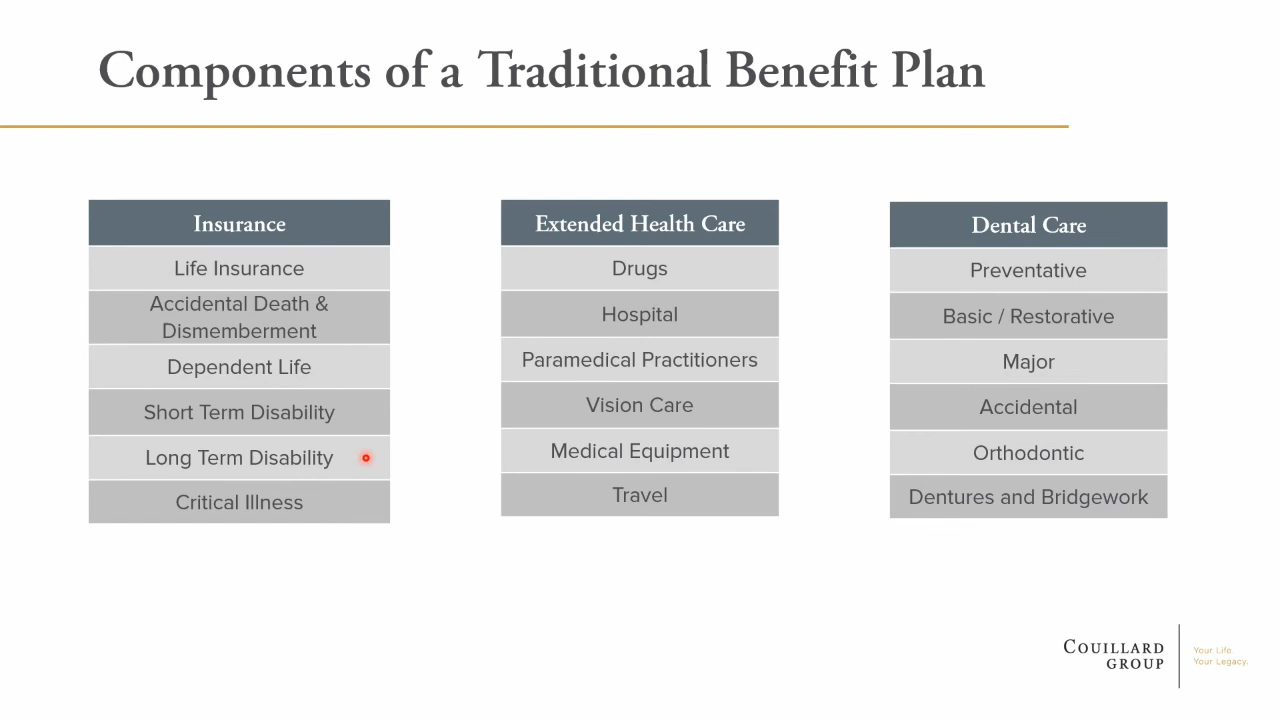 Components of a Traditional Benefit Plan
Insurance
Life Insurance
Accidental Death &
Dismemberment
Dependent Life
Short Term Disability
Long Term Disability
Critical Illness
Extended Health Care
Drugs
Hospital
Paramedical Practitioners
Vision Care
Medical Equipment
Travel
Dental Care
Preventative
Basic / Restorative
Major
Accidental
Orthodontic
Dentures and Bridgework
COUILLARD
GROUP
Your Life.
Your Legacy.